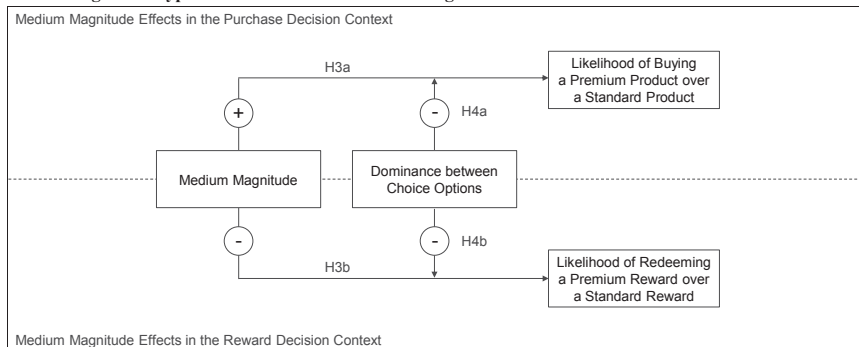 Medium Magnitude Effects in the Purchase Decision Context
H3a
Likelihood of Buying
a Premium Product over
a Standard Product
+
-
H4a
Medium Magnitude
Dominance between
Choice Options
-
-
H4b
H3b
Likelihood of Redeeming
a Premium Reward over
a Standard Reward
Medium Magnitude Effects in the Reward Decision Context